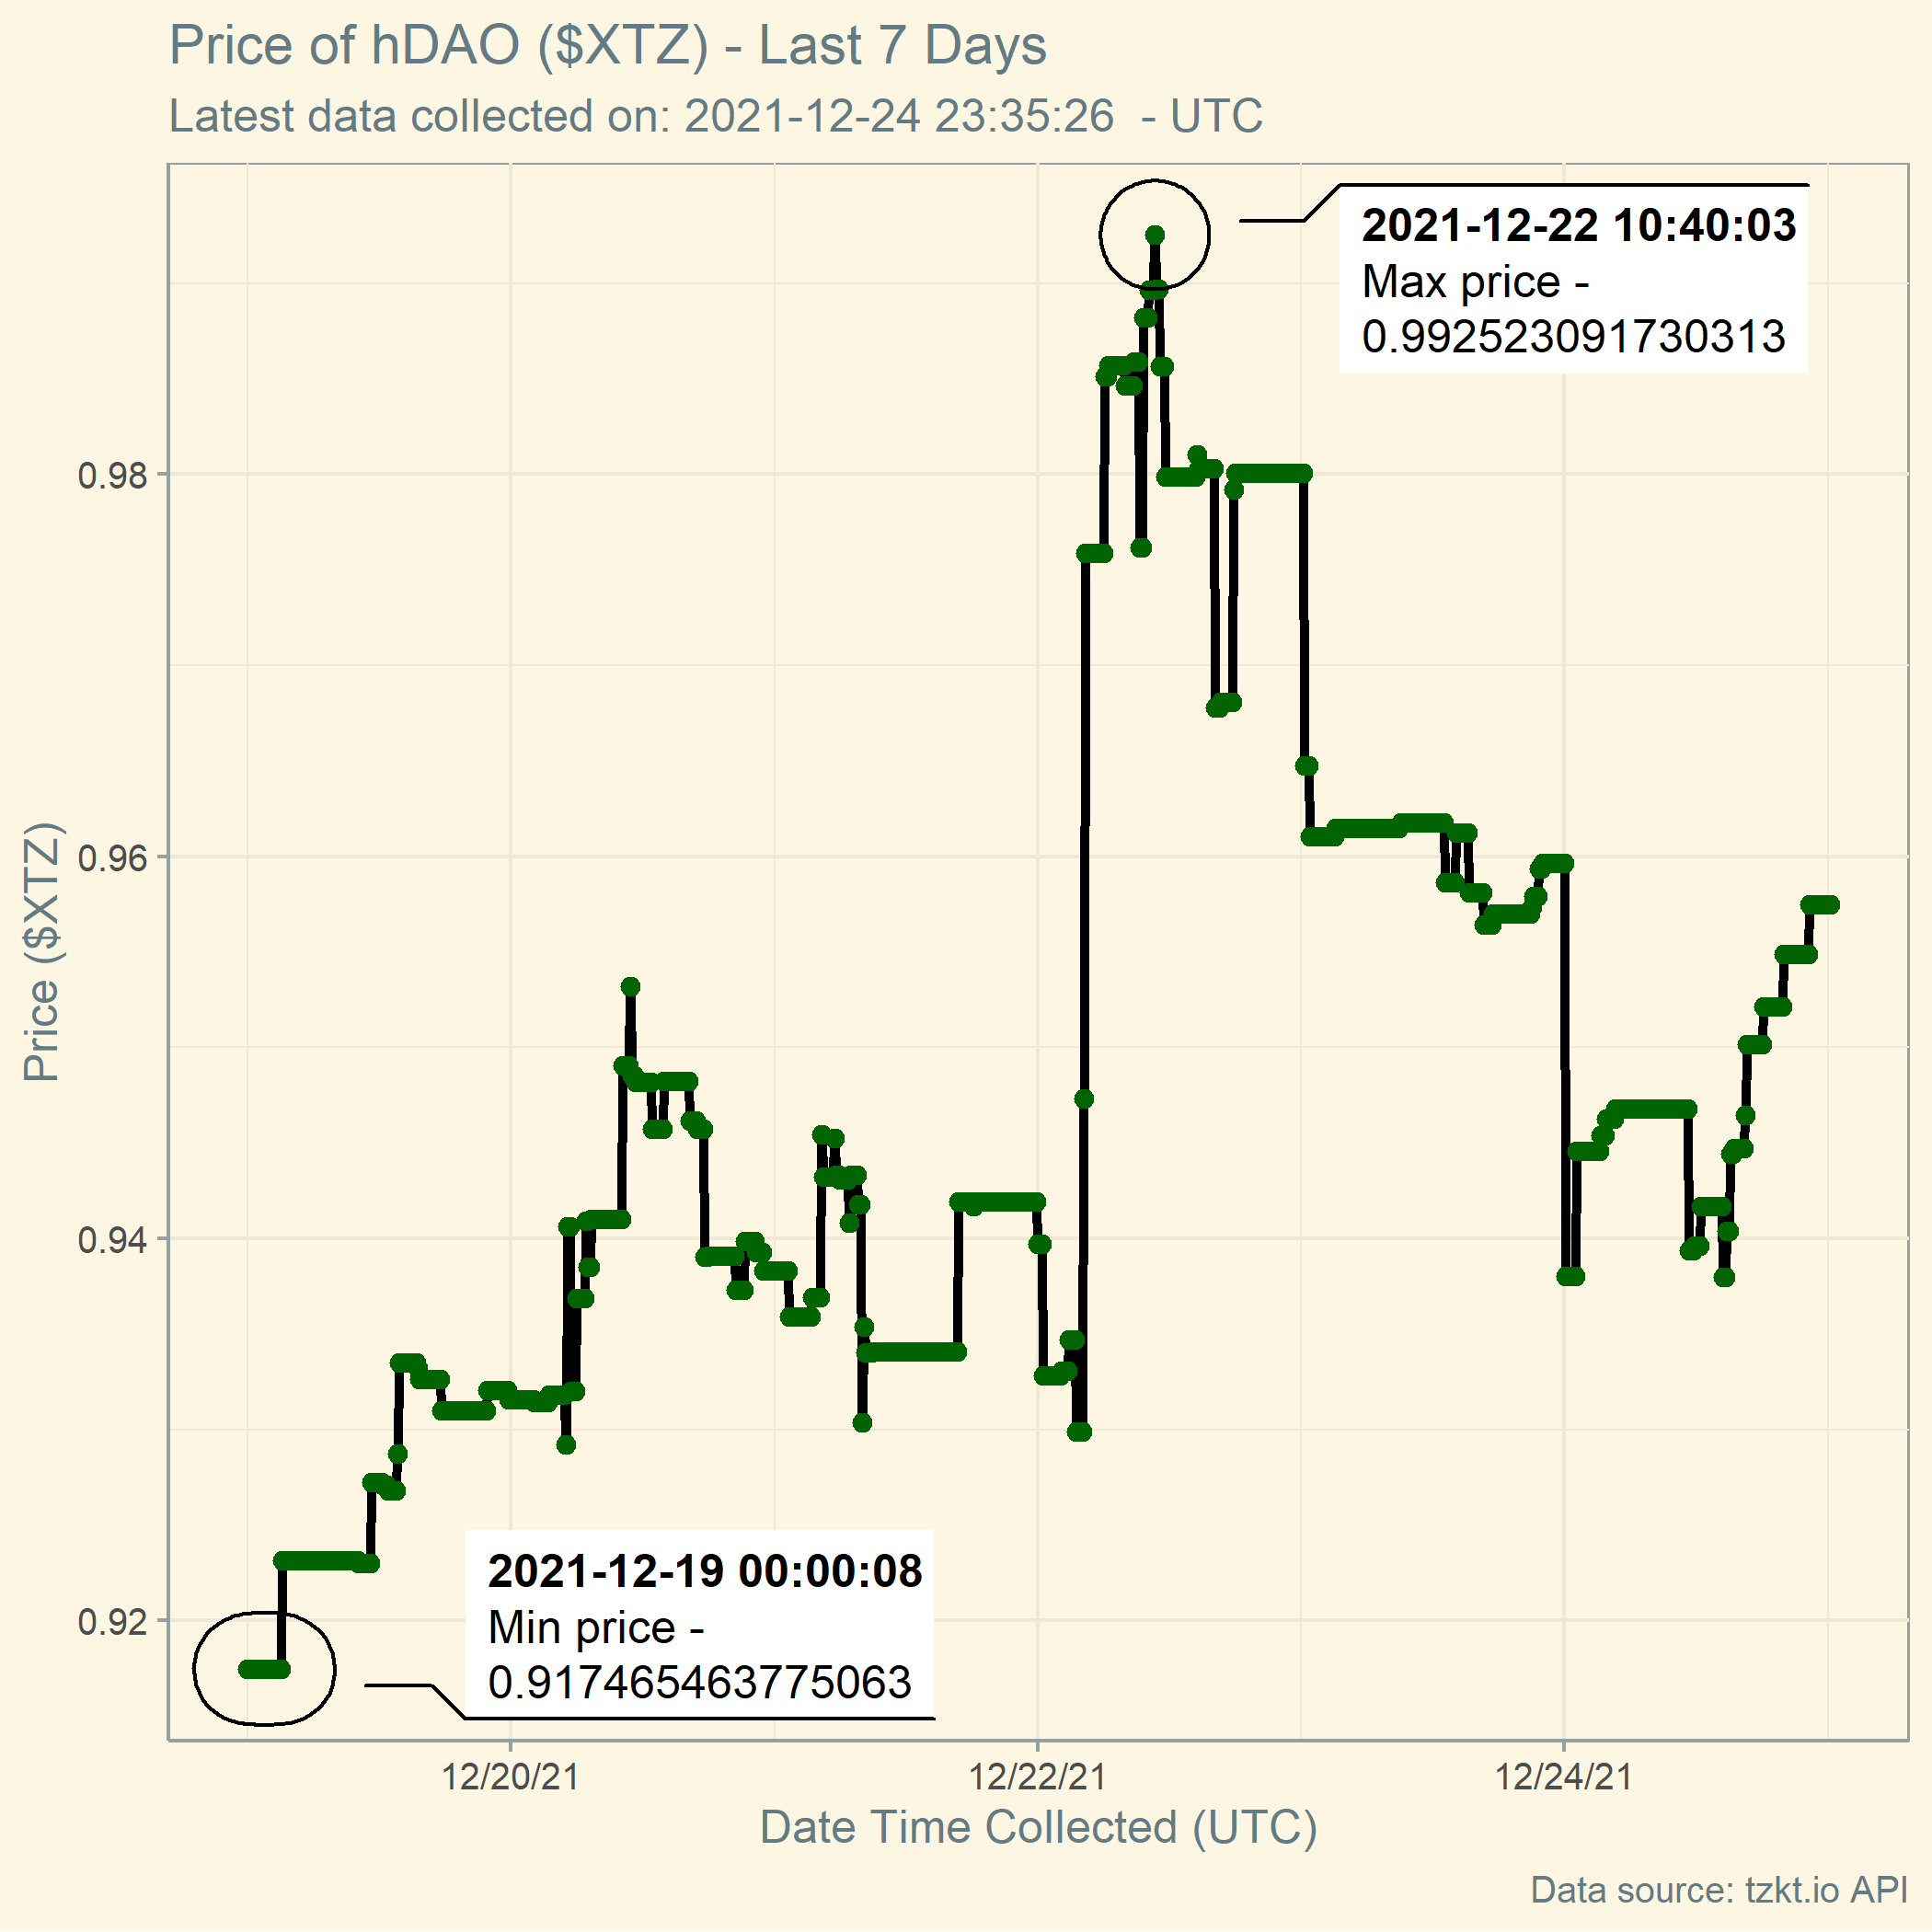 Price of hDAO ($XTZ) - Last 7 Days
Latest data collected on: 2021-12-24 23:35:26  - UTC
2021-12-22 10:40:03
Max price -
0.992523091730313
0.98
0.96
0.94
0.92
Price ($XTZ)
2021-12-19 00:00:08
Min price -
0.917465463775063
12/20/21
12/22/21
12/24/21
Date Time Collected (UTC)
Data source: tzkt.io API